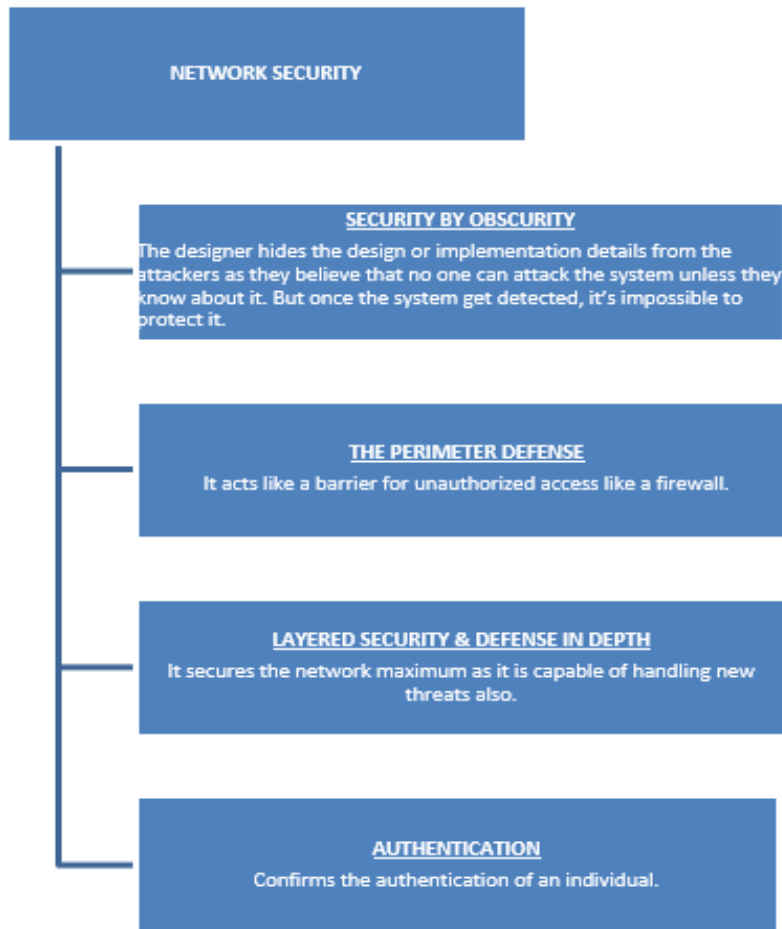 NETWORK SECURITY
SECURITY BY OBSCURITY
The designer hides the design or implementation details from the
attackers as they believe that no one can attack the system unless they
know about it. But once the system get detected, it's impossible to
protect it.
THE PERIMETER DEFENSE
It acts like a barrier for unauthorized access like a firewall.
LAYERED SECURITY & DEFENSE IN DEPTH
It secures the network maximum as it is capable of handling new
threats also.
AUTHENTICATION
Confirms the authentication of an individual.